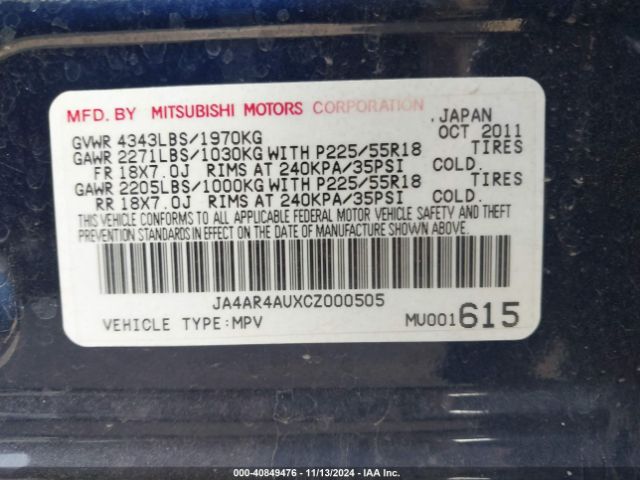 MFD. BY MITSUBISHI MOTORS CORPORATION. JAPAN
GVWR 4343LBS/1970KG OCT 2011
GAWR 2271LBS/1030KG WITH P225/55R18 TIRES
FR 18X7.0J RIMS AT 240KPA/35PSI COLD.
GAWR 2205LBS/1000KG WITH P225/55R18 TIRES
RR 18X7.0J RIMS AT 240KPA/35PSI COLD.
THIS VEHICLE CONFORMS TO ALL APPLICABLE FEDERAL MOTOR VEHICLE SAFETY AND THEFT
PREVENTION STANDARDS IN EFFECT ON THE DATE OF MANUFACTURE SHOWN ABOVE.
JA4AR4AUXCZ000505
VEHICLE TYPE:MPV MU001615
000-40849476 - 11/13/2024 - IAA Inc.